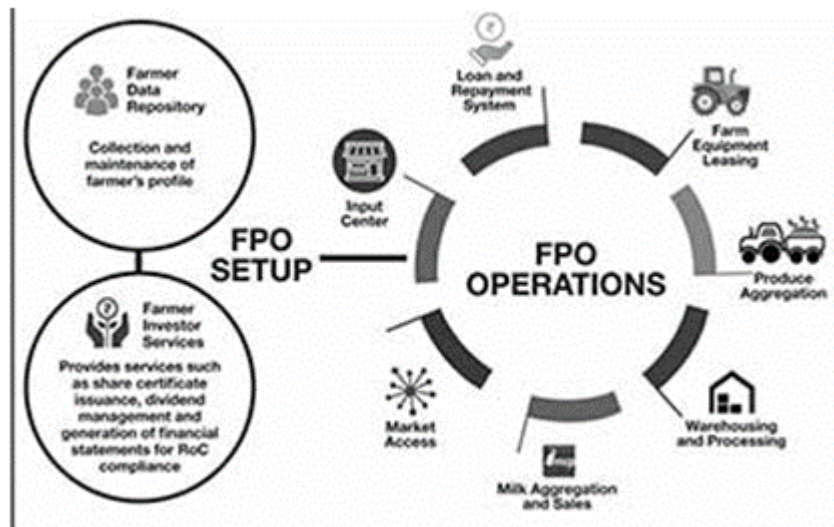 Farmer
Data
Repository
Collection and
maintenance of
farmer's profile
FPO
SETUP
Farmer
Investor
Services
Provides services such
as share certificate
issuance, dividend
management and
generation of financial
statements for RoC
compliance
FPO
OPERATIONS
Loan and
Repayment
System
Farm
Equipment
Leasing
Produce
Aggregation
Warehousing
and Processing
Milk Aggregation
and Sales
Market
Access
Input
Center